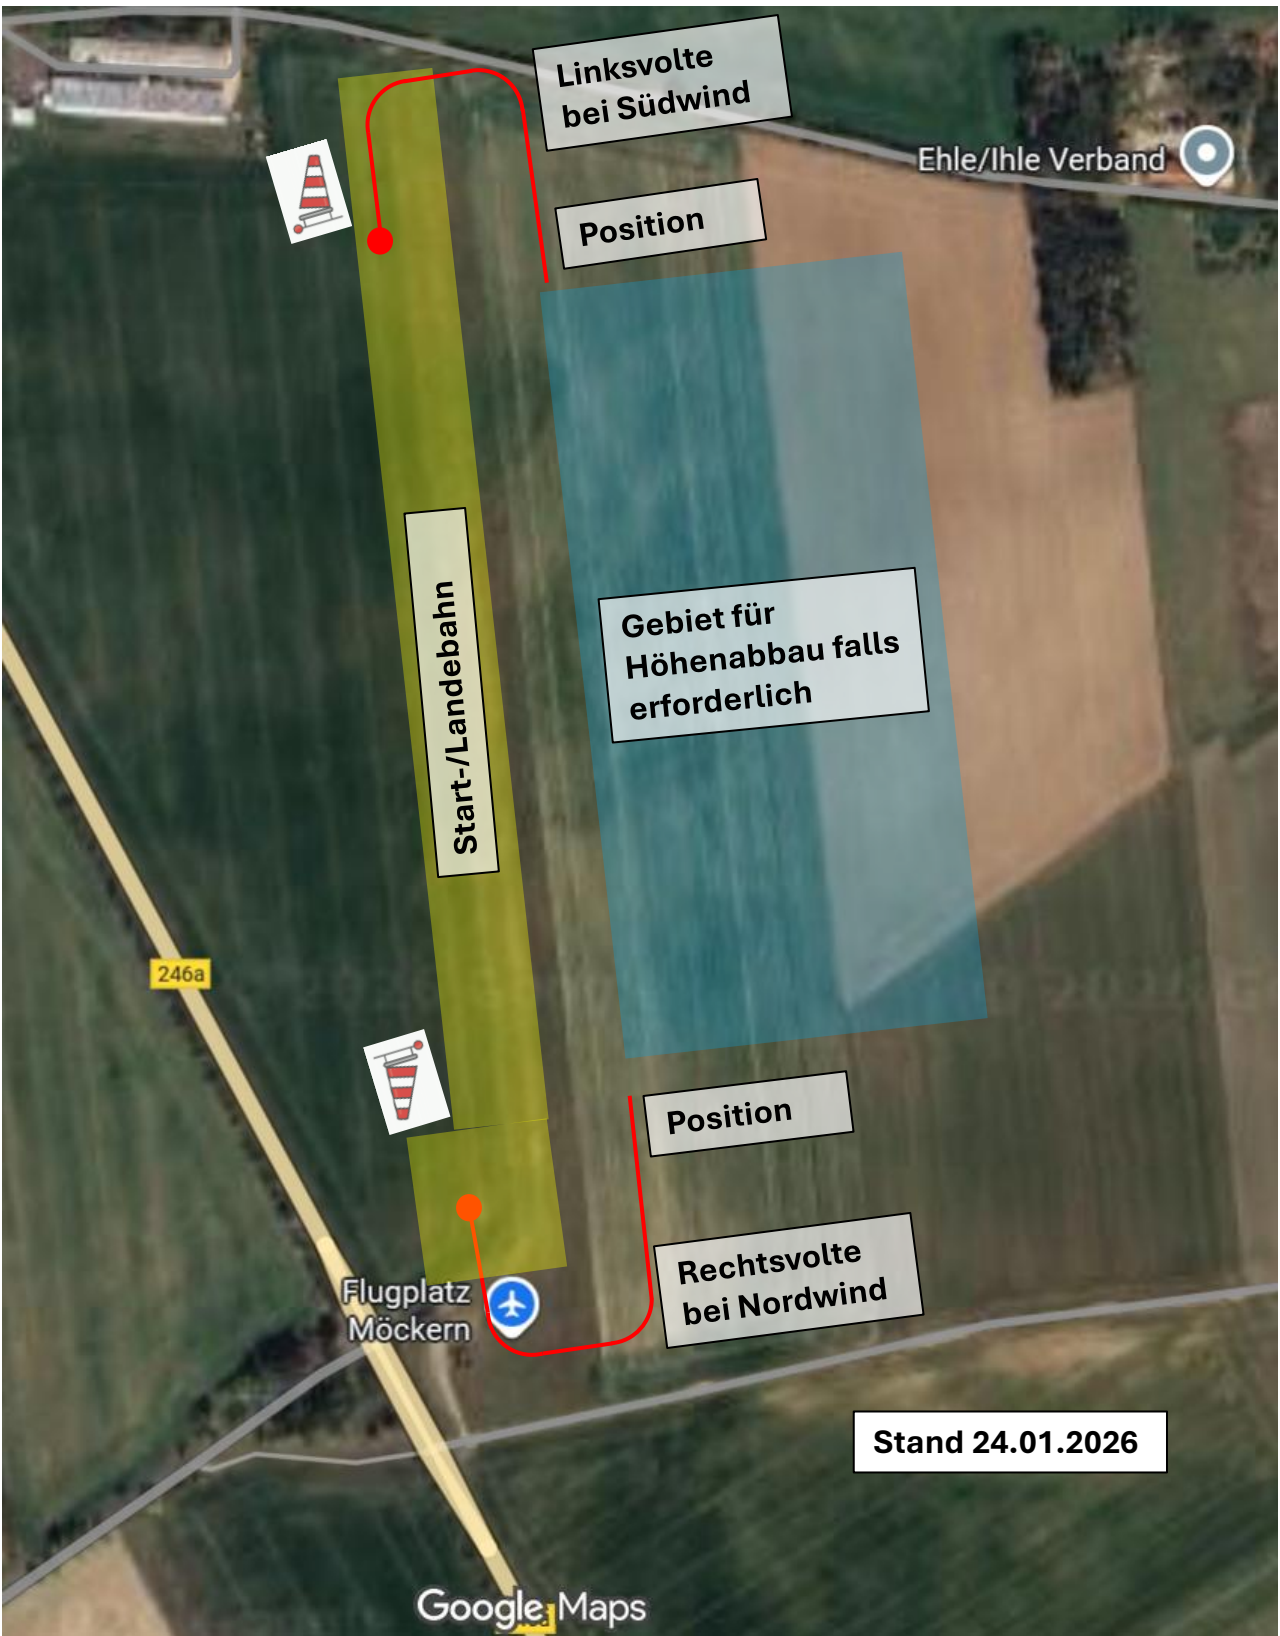 Linksvolte
bei Südwind
Ehle/Ihle Verband
Position
Start-/Landebahn
Gebiet für
Höhenabbau falls
erforderlich
246a
Position
Rechtsvolte
bei Nordwind
Flugplatz
Möckern
Stand 24.01.2026
Google Maps